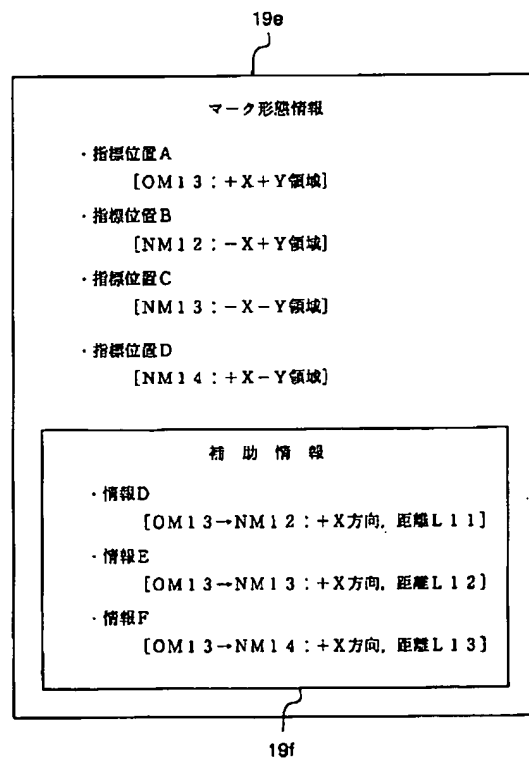 19e
マーク形態情報
・指標位置A
[OM13:+X+Y領域]
・指標位置B
[NM12:-X+Y領域]
・指標位置C
[NM13:-X-Y領域]
・指標位置D
[NM14:+X-Y領域]
補助情報
・情報D
[OM13→NM12:+X方向,距離L11]
・情報E
[OM13→NM13:+X方向,距離L12]
・情報F
[OM13→NM14:+X方向,距離L13]
19f